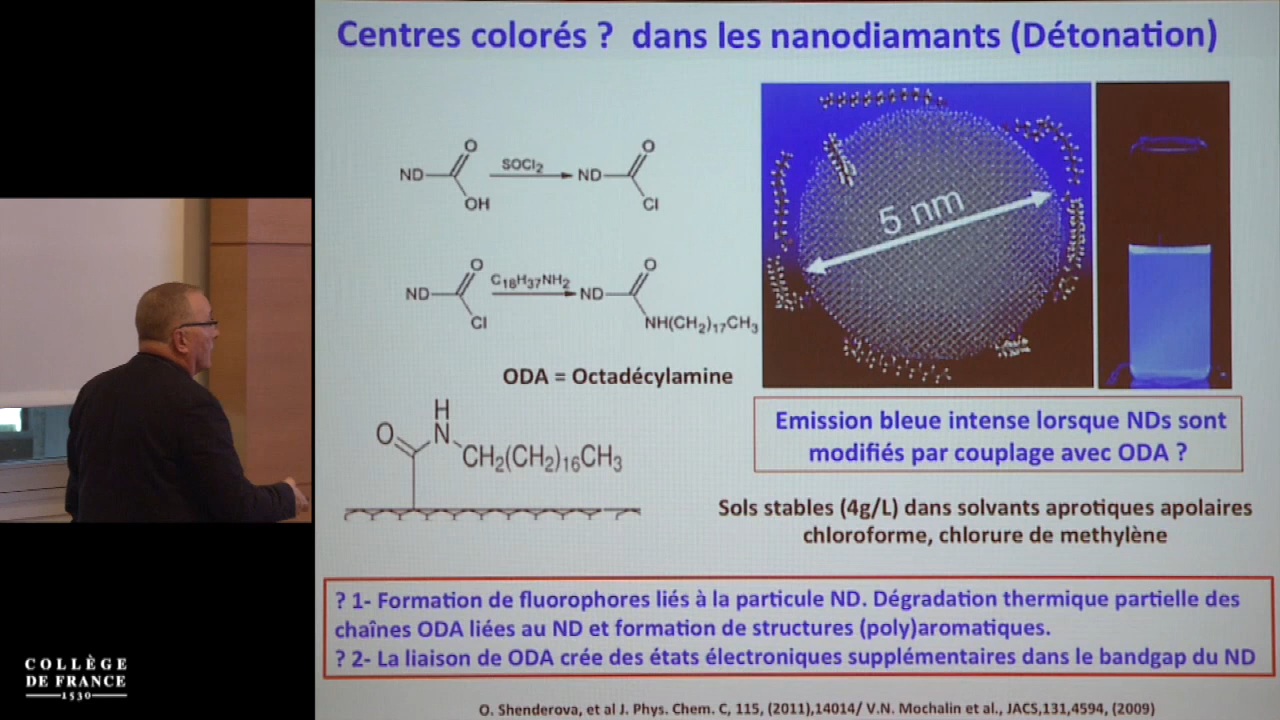 Centres colorés ? dans les nanodiamants (Détonation)
ND
O
OH
SOCl2
ND
O
Cl
ND
O
Cl
C18H37NH2
ND
O
NH(CH2)17CH3
ODA = Octadécylamine
O
H
N
CH2(CH2)16CH3
5 nm
Emission bleue intense lorsque NDs sont
modifiés par couplage avec ODA ?
Sols stables (4g/L) dans solvants aprotiques apolaires
chloroforme, chlorure de methylène
? 1- Formation de fluorophores liés à la particule ND. Dégradation thermique partielle des
chaînes ODA liées au ND et formation de structures (poly)aromatiques.
? 2- La liaison de ODA crée des états électroniques supplémentaires dans le bandgap du ND
O. Shenderova, et al J. Phys. Chem. C, 115, (2011),14014/ V.N. Mochalin et al., JACS,131,4594, (2009)
COLLÈGE
DE FRANCE
1530